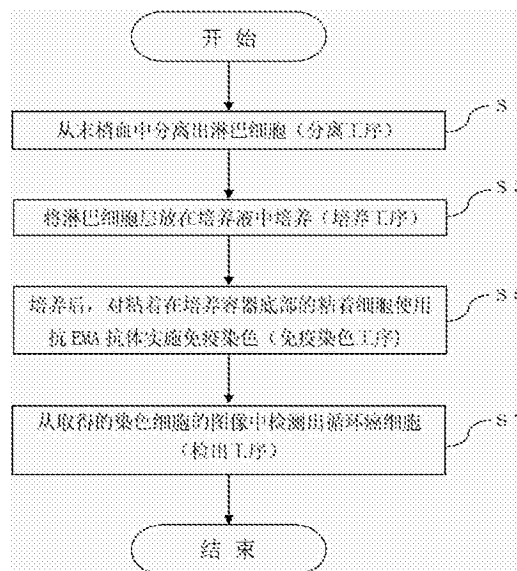 开 始
从末梢血中分离出淋巴细胞（分离工序）
S
将淋巴细胞层放在培养液中培养（培养工序）
S
培养后，对粘着在培养容器底部的粘着细胞使用
抗EMA抗体实施免疫染色（免疫染色工序）
S
从取得的染色细胞的图像中检测出循环癌细胞
（检出工序）
S
结 束